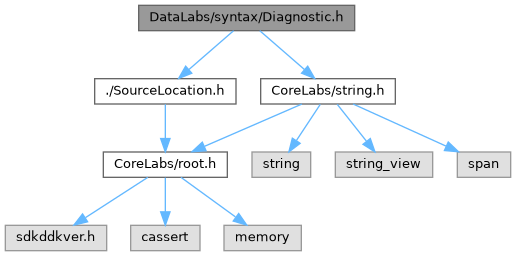 DataLabs/syntax/Diagnostic.h
./SourceLocation.h
CoreLabs/string.h
CoreLabs/root.h
string
string_view
span
sdkddkver.h
cassert
memory